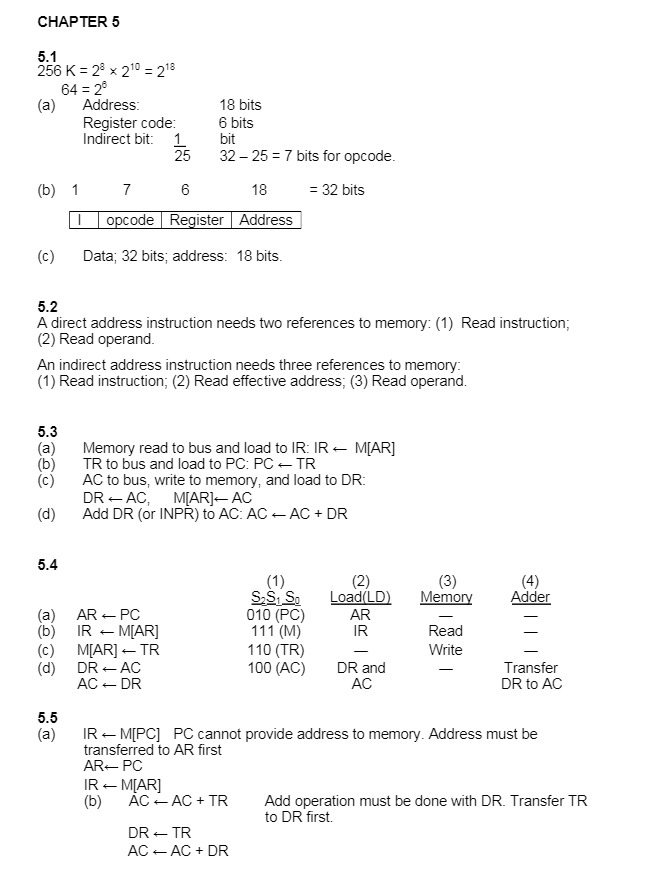 CHAPTER 5
5.1
256 K = 2⁸ × 2¹⁰ = 2¹⁸
64 = 2⁶
(a) Address: 18 bits
Register code: 6 bits
Indirect bit: 1 bit
25 32 – 25 = 7 bits for opcode.
(b) 1 7 6 18 = 32 bits
I opcode Register Address
(c) Data; 32 bits; address: 18 bits.
5.2
A direct address instruction needs two references to memory: (1) Read instruction;
(2) Read operand.
An indirect address instruction needs three references to memory:
(1) Read instruction; (2) Read effective address; (3) Read operand.
5.3
(a) Memory read to bus and load to IR: IR ← M[AR]
(b) TR to bus and load to PC: PC ← TR
(c) AC to bus, write to memory, and load to DR:
DR ← AC, M[AR]← AC
(d) Add DR (or INPR) to AC: AC ← AC + DR
5.4
(1) (2) (3) (4)
S₂S₁ S₀ Load(LD) Memory Adder
(a) AR ← PC 010 (PC) AR — —
(b) IR ← M[AR] 111 (M) IR Read —
(c) M[AR] ← TR 110 (TR) — Write —
(d) DR ← AC 100 (AC) DR and — Transfer
AC ← DR AC DR to AC
5.5
(a) IR ← M[PC] PC cannot provide address to memory. Address must be
transferred to AR first
AR← PC
IR ← M[AR]
(b) AC ← AC + TR Add operation must be done with DR. Transfer TR
to DR first.
DR ← TR
AC ← AC + DR